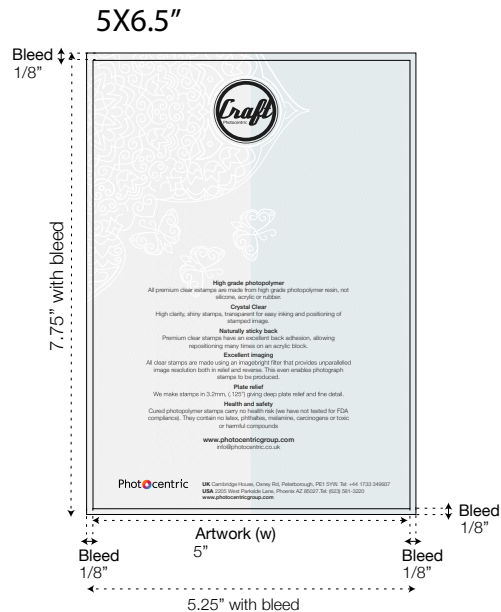 5X6.5”
Bleed
1/8”
Craft
Photocentric
7.75” with bleed
High grade photopolymer
All premium clear estamps are made from high grade photopolymer resin, not
silicone, acrylic or rubber.
Crystal Clear
High clarity, shiny stamps, transparent for easy inking and positioning of
stamped image.
Naturally sticky back
Premium clear stamps have an excellent back adhesion, allowing
repositioning many times on an acrylic block.
Excellent imaging
All clear stamps are made using an imagebright filter that provides unparalleled
image resolution both in relief and reverse. This even enables photograph
stamps to be produced.
Plate relief
We make stamps in 3.2mm, (.125”) giving deep plate relief and fine detail.
Health and safety
Cured photopolymer stamps carry no health risk (we have not tested for FDA
compliance). They contain no latex, phthaltes, melamine, carcinogens or toxic
or harmful compounds
www.photocentricgroup.com
info@photocentric.co.uk
Photocentric
UK Cambridge House, Oxney Rd, Peterborough, PE1 5YW. Tel: +44 1733 349937
USA 2205 West Parkside Lane, Phoenix AZ 85027. Tel: (623) 581-3220
www.photocentricgroup.com
Bleed
1/8”
Artwork (w)
5”
Bleed
1/8”
Bleed
1/8”
5.25” with bleed